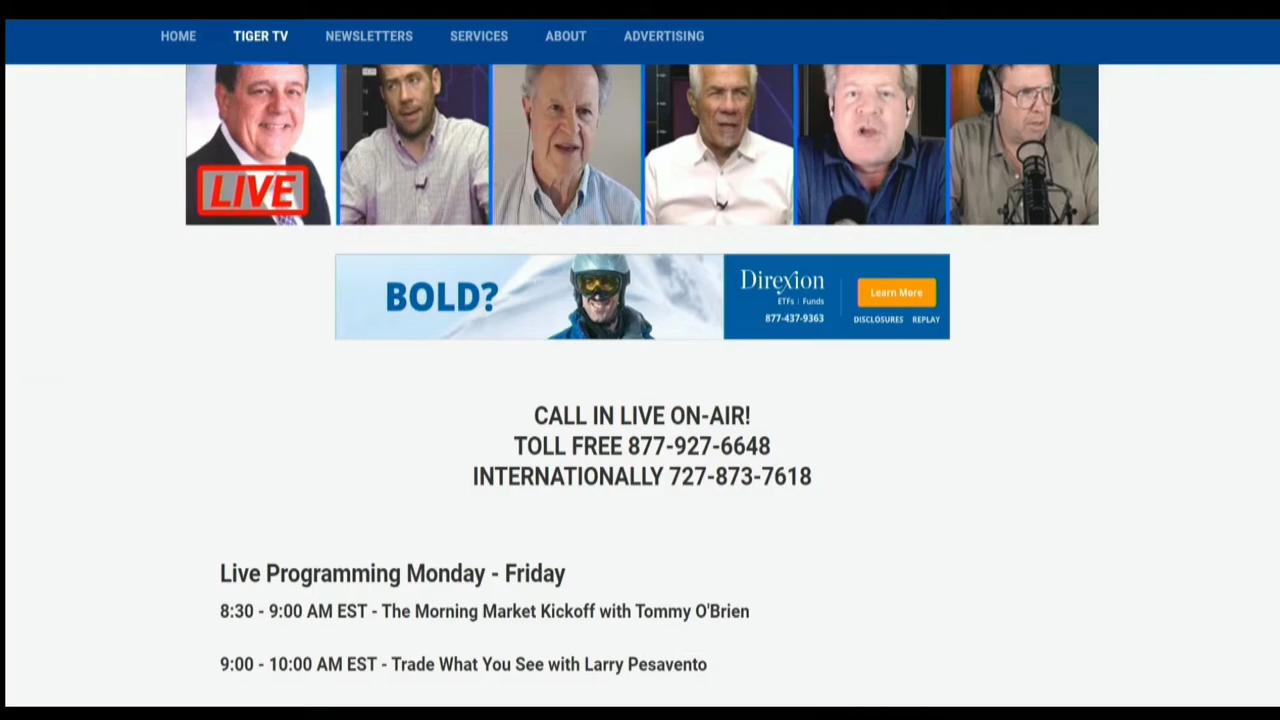 HOME TIGER TV NEWSLETTERS SERVICES ABOUT ADVERTISING
LIVE
BOLD?
Direxion
ETFs | Funds
877-437-9363
Learn More
DISCLOSURES REPLAY
CALL IN LIVE ON-AIR!
TOLL FREE 877-927-6648
INTERNATIONALLY 727-873-7618
Live Programming Monday - Friday
8:30 - 9:00 AM EST - The Morning Market Kickoff with Tommy O'Brien
9:00 - 10:00 AM EST - Trade What You See with Larry Pesavento